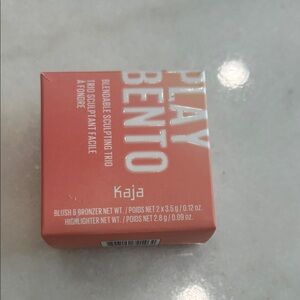 PLAY
BENTO
BLENDABLE SCULPTING TRIO
TRIO SCULPTANT FACILE
À FONDRE
Kaja
BLUSH & BRONZER NET WT. / POIDS NET 2 x 3.5 g / 0.12 oz.
HIGHLIGHTER NET WT. / POIDS NET 2.8 g / 0.09 oz.